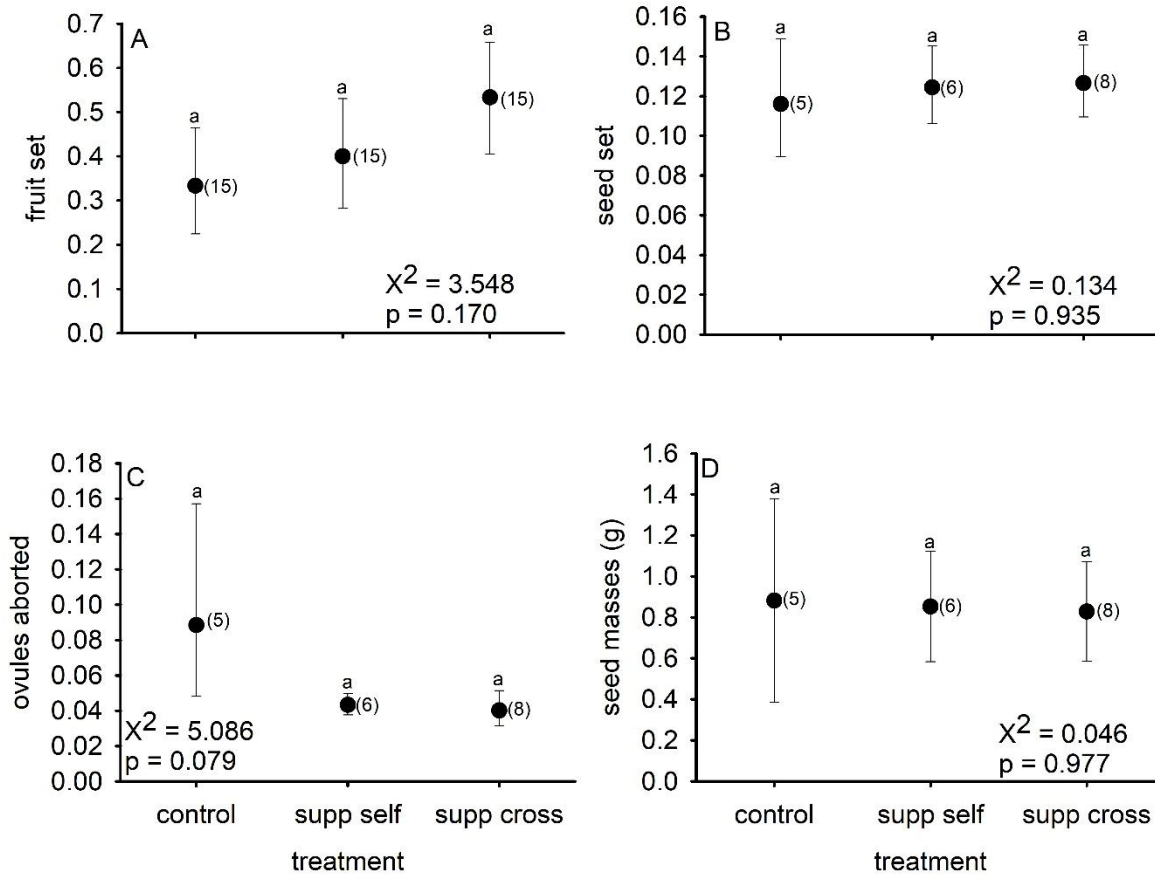 A
fruit set
0.7
0.6
0.5
0.4
0.3
0.2
0.1
0.0
a
a
a
(15)
(15)
(15)
X² = 3.548
p = 0.170
B
seed set
0.16
0.14
0.12
0.10
0.08
0.06
0.04
0.02
0.00
a
a
a
(5)
(6)
(8)
X² = 0.134
p = 0.935
C
ovules aborted
0.18
0.16
0.14
0.12
0.10
0.08
0.06
0.04
0.02
0.00
a
a
a
(5)
(6)
(8)
X² = 5.086
p = 0.079
control supp self supp cross
treatment
D
seed masses (g)
1.6
1.4
1.2
1.0
0.8
0.6
0.4
0.2
0.0
a
a
a
(5)
(6)
(8)
X² = 0.046
p = 0.977
control supp self supp cross
treatment